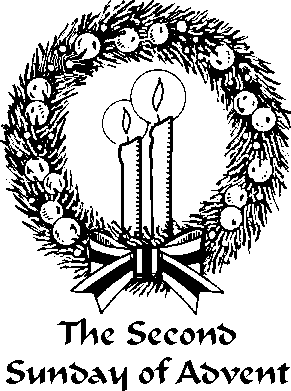 The Second
Sunday of Advent